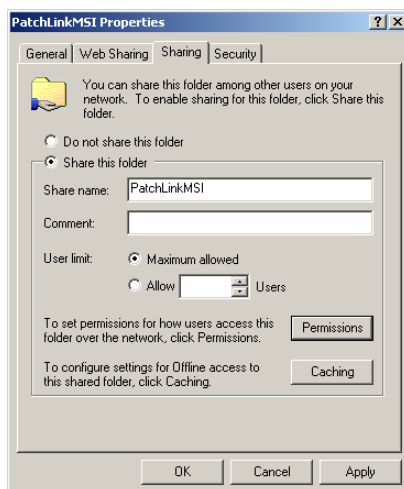 PatchLinkMSI Properties
General Web Sharing Sharing Security
You can share this folder among other users on your
network. To enable sharing for this folder, click Share this
folder.
Do not share this folder
Share this folder
Share name: PatchLinkMSI
Comment:
User limit: Maximum allowed
Allow Users
To set permissions for how users access this
folder over the network, click Permissions.
Permissions
To configure settings for Offline access to
this shared folder, click Caching.
Caching
OK Cancel Apply